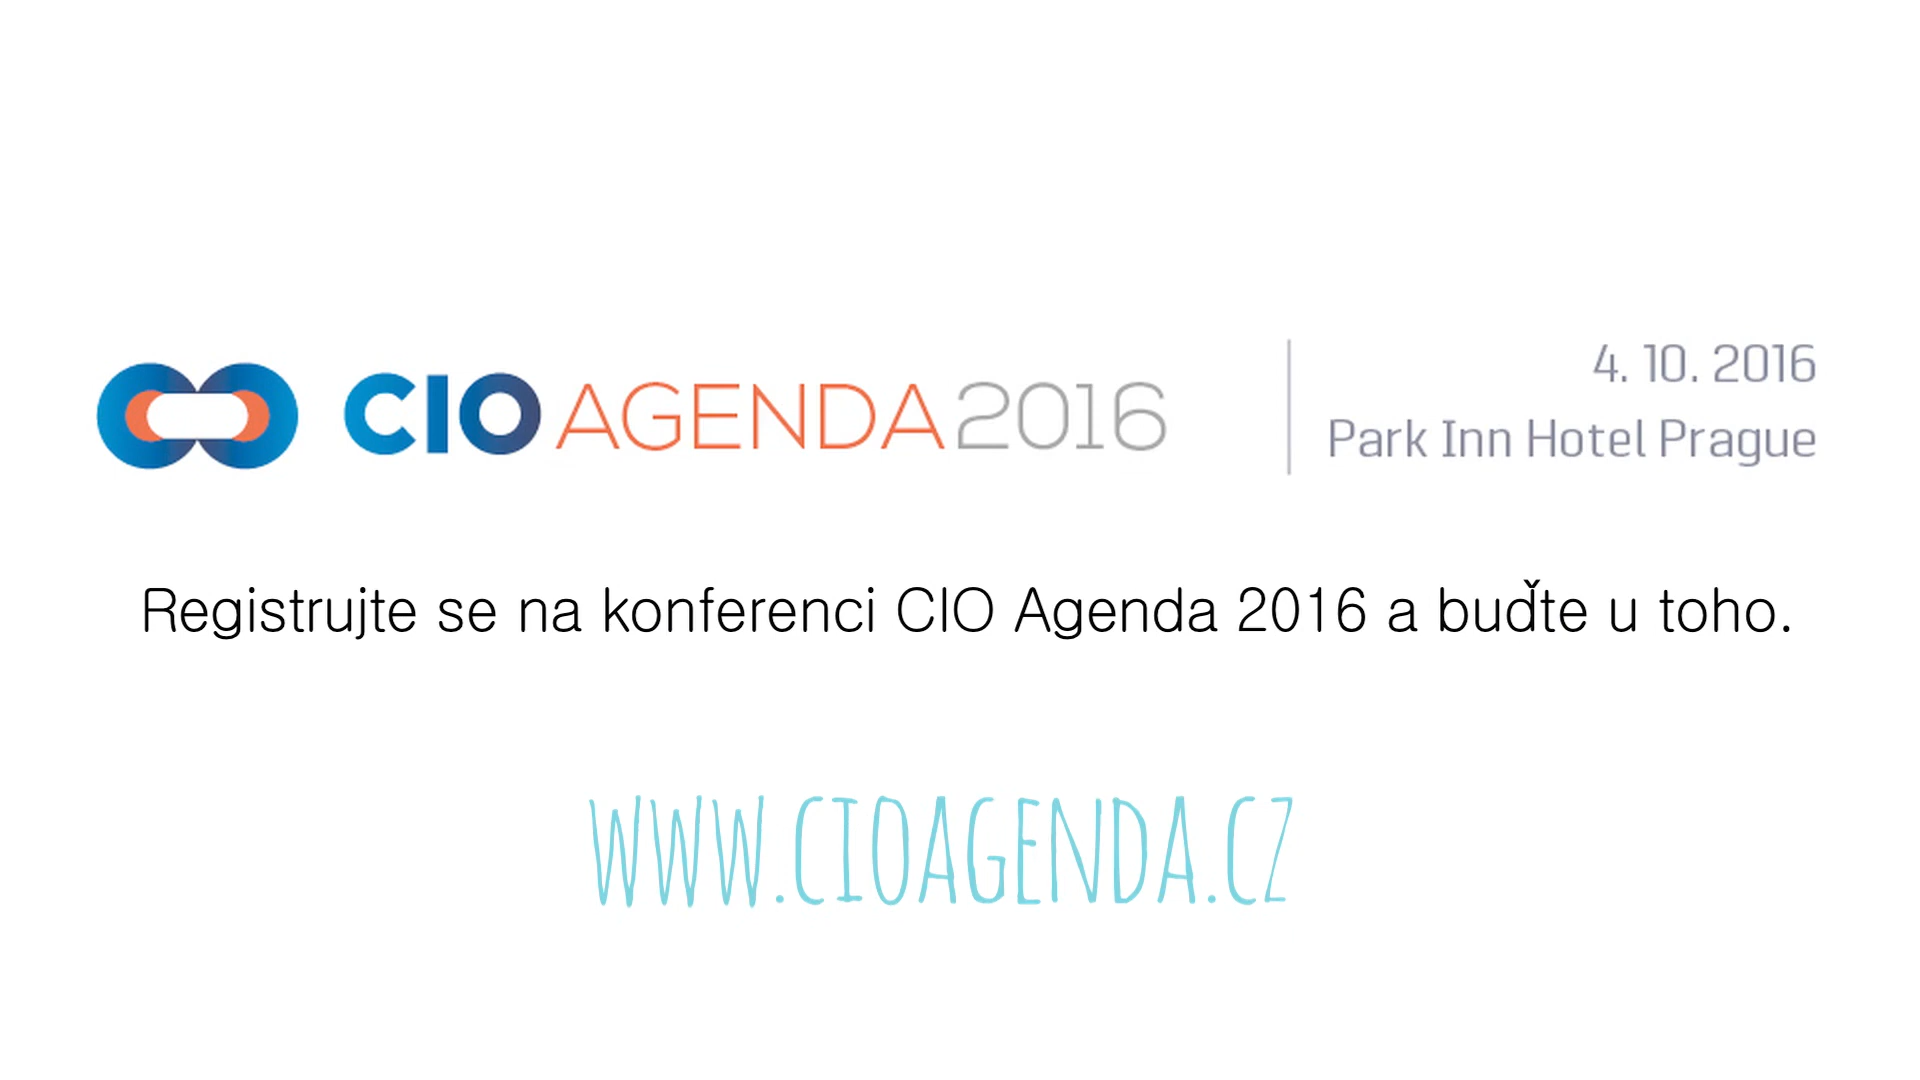 CIO AGENDA 2016
4. 10. 2016
Park Inn Hotel Prague
Registrujte se na konferenci CIO Agenda 2016 a buďte u toho.
WWW.CIOAGENDA.CZ